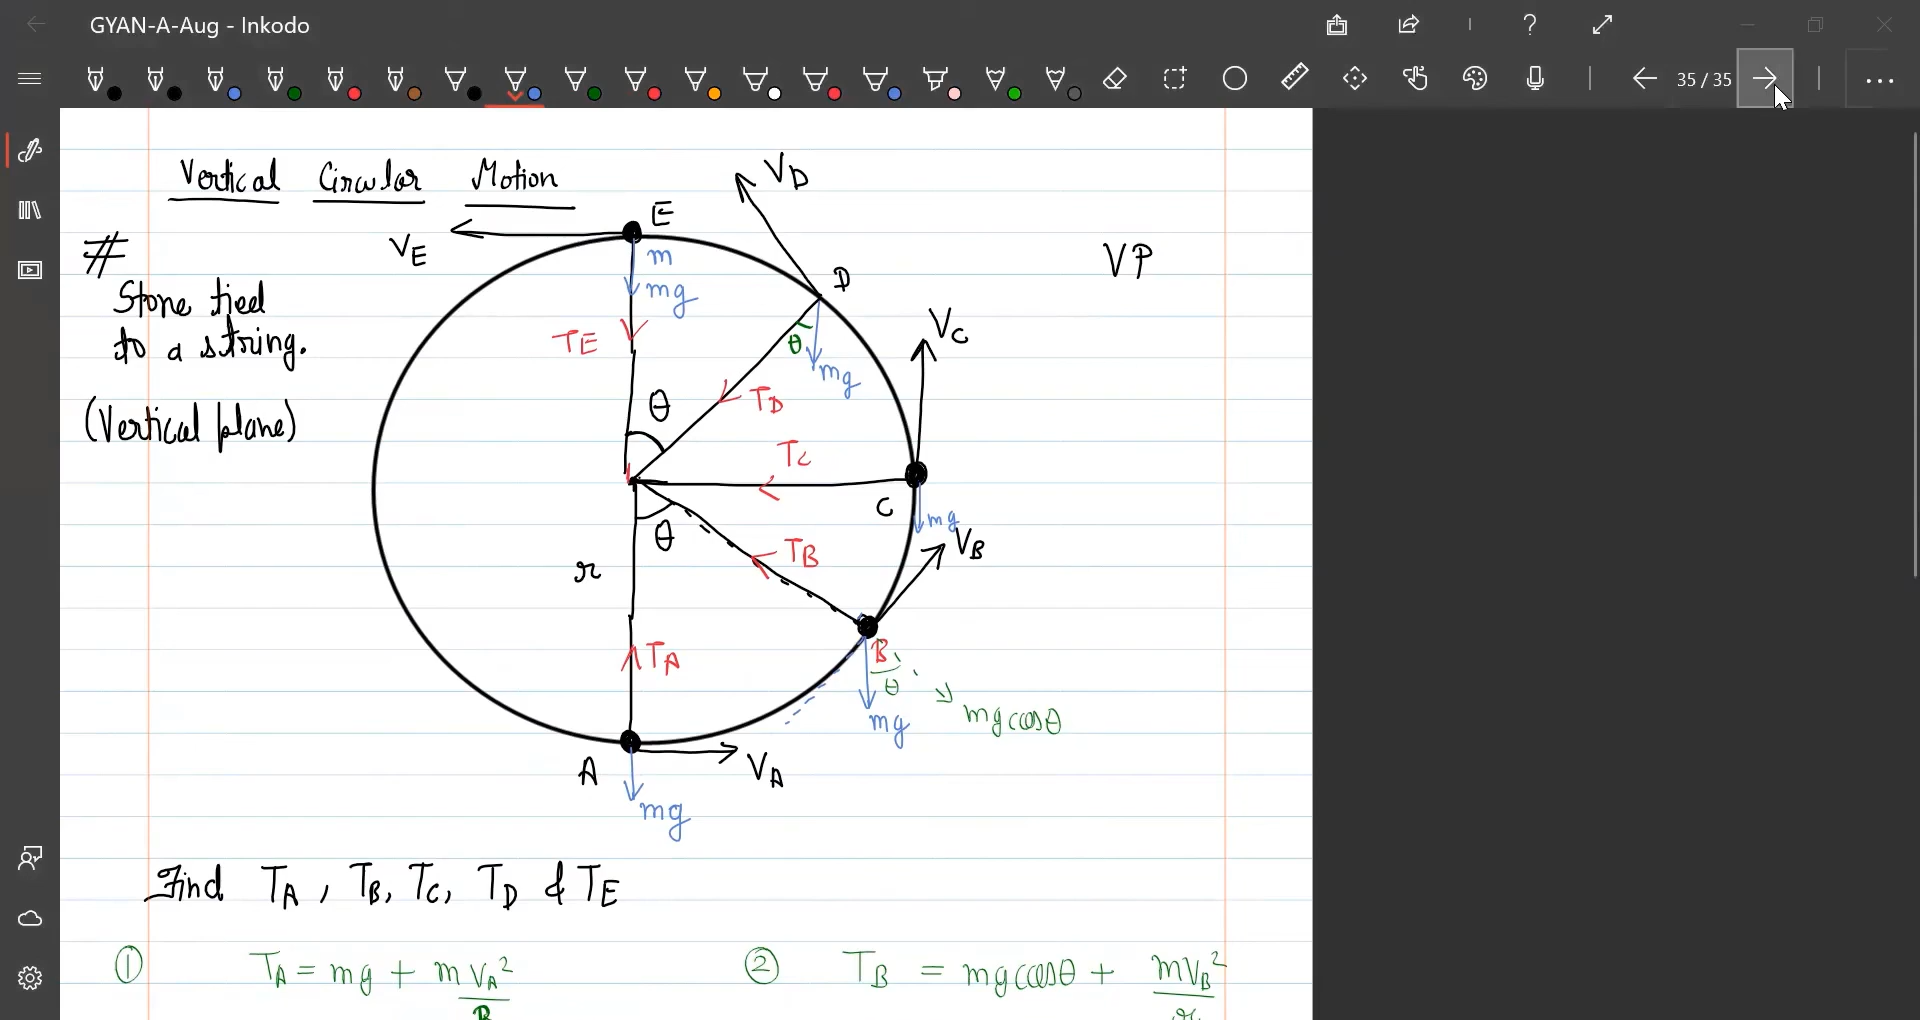 GYAN-A-Aug - Inkodo
35 / 35
Vertical Circular Motion
#
Stone tied
to a string.
(Vertical plane)
VP
E
VE
m
mg
TE
VD
D
θ
mg
TD
θ
VC
TC
C
mg
VB
θ
TB
r
B
θ
mg
mg cosθ
TA
A
VA
mg
Find TA , TB, TC, TD & TE
① TA = mg + m VA²
R
② TB = mg cosθ + mVB²
r